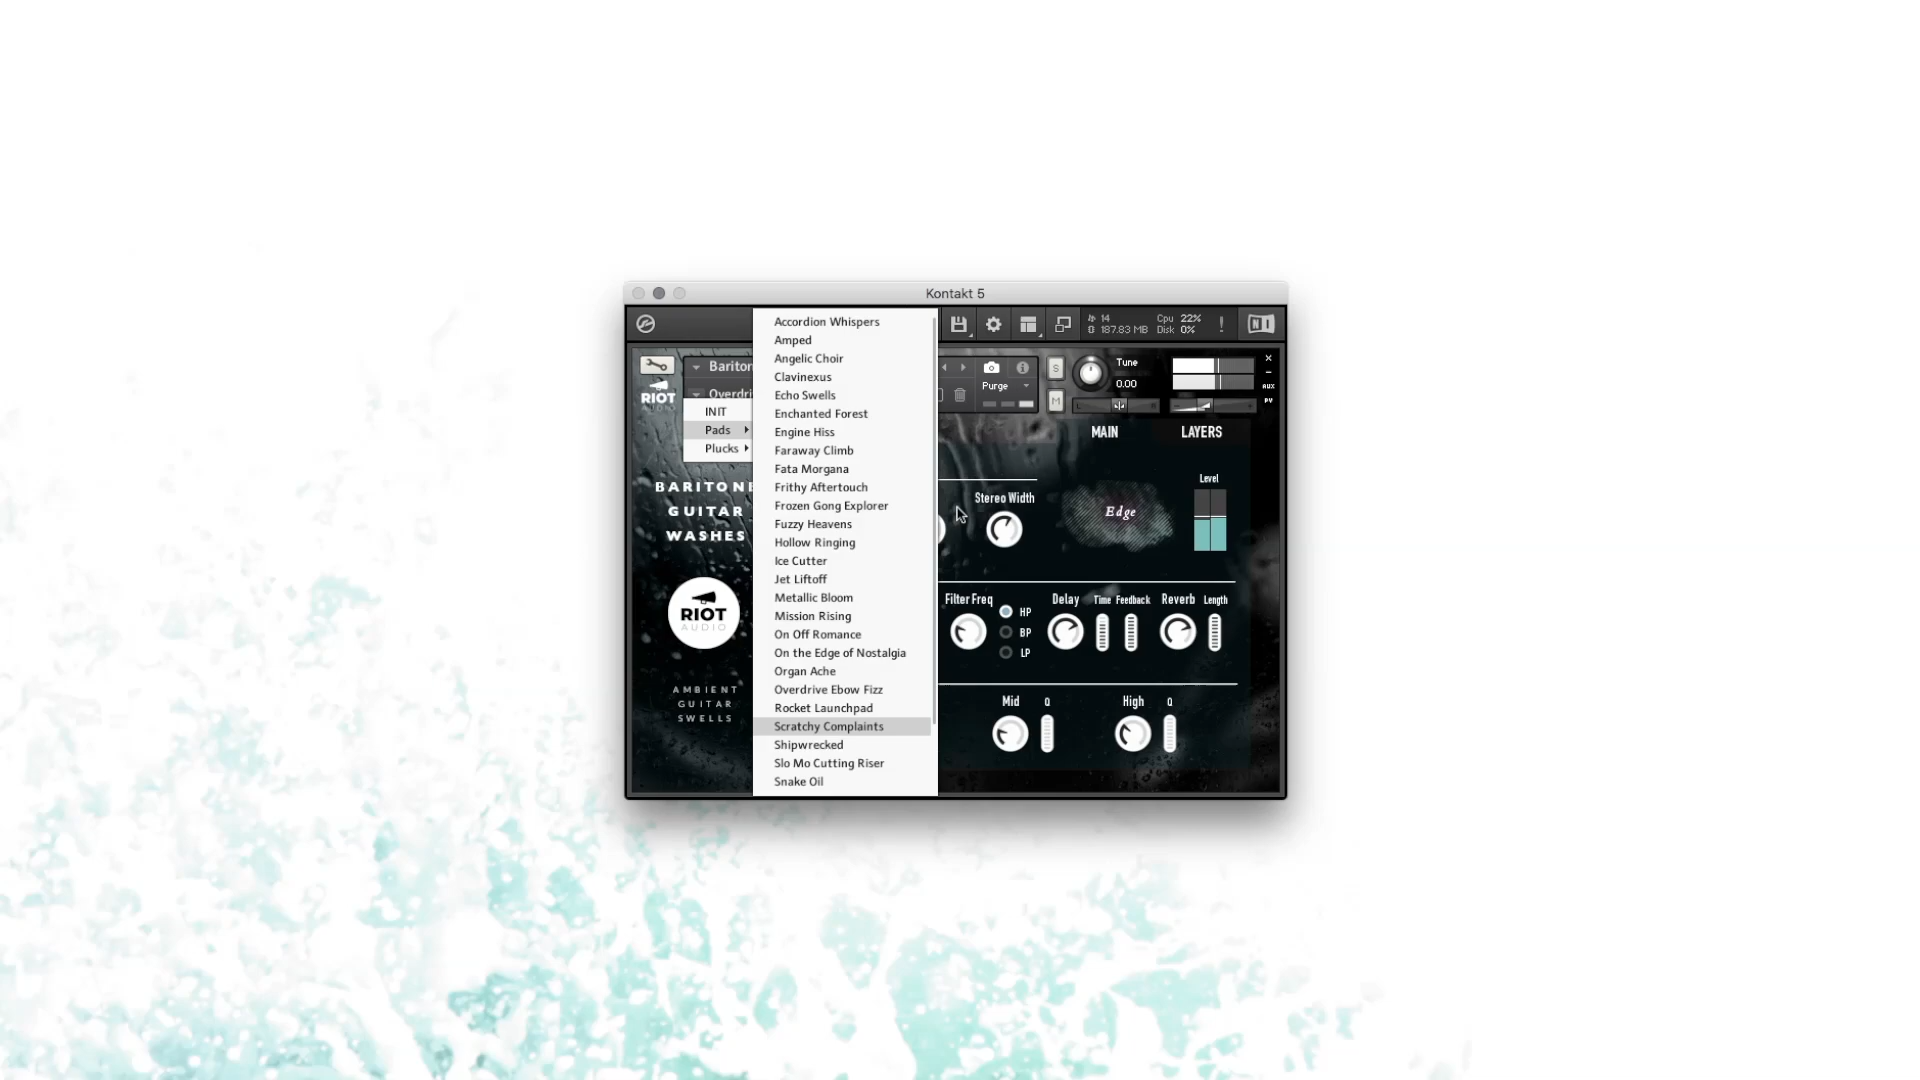 Kontakt 5
14
187.83 MB
Cpu 22%
Disk 0%
!
NI
Bariton
Overdri
Purge
S
M
Tune
0.00
AUX
PV
RIOT
AUDIO
INIT
Pads
Plucks
Accordion Whispers
Amped
Angelic Choir
Clavinexus
Echo Swells
Enchanted Forest
Engine Hiss
Faraway Climb
Fata Morgana
Frithy Aftertouch
Frozen Gong Explorer
Fuzzy Heavens
Hollow Ringing
Ice Cutter
Jet Liftoff
Metallic Bloom
Mission Rising
On Off Romance
On the Edge of Nostalgia
Organ Ache
Overdrive Ebow Fizz
Rocket Launchpad
Scratchy Complaints
Shipwrecked
Slo Mo Cutting Riser
Snake Oil
BARITONE
GUITAR
WASHES
RIOT
AUDIO
AMBIENT
GUITAR
SWELLS
MAIN
LAYERS
Stereo Width
Edge
Level
Filter Freq
HP
BP
LP
Delay
Time
Feedback
Reverb
Length
Mid
Q
High
Q